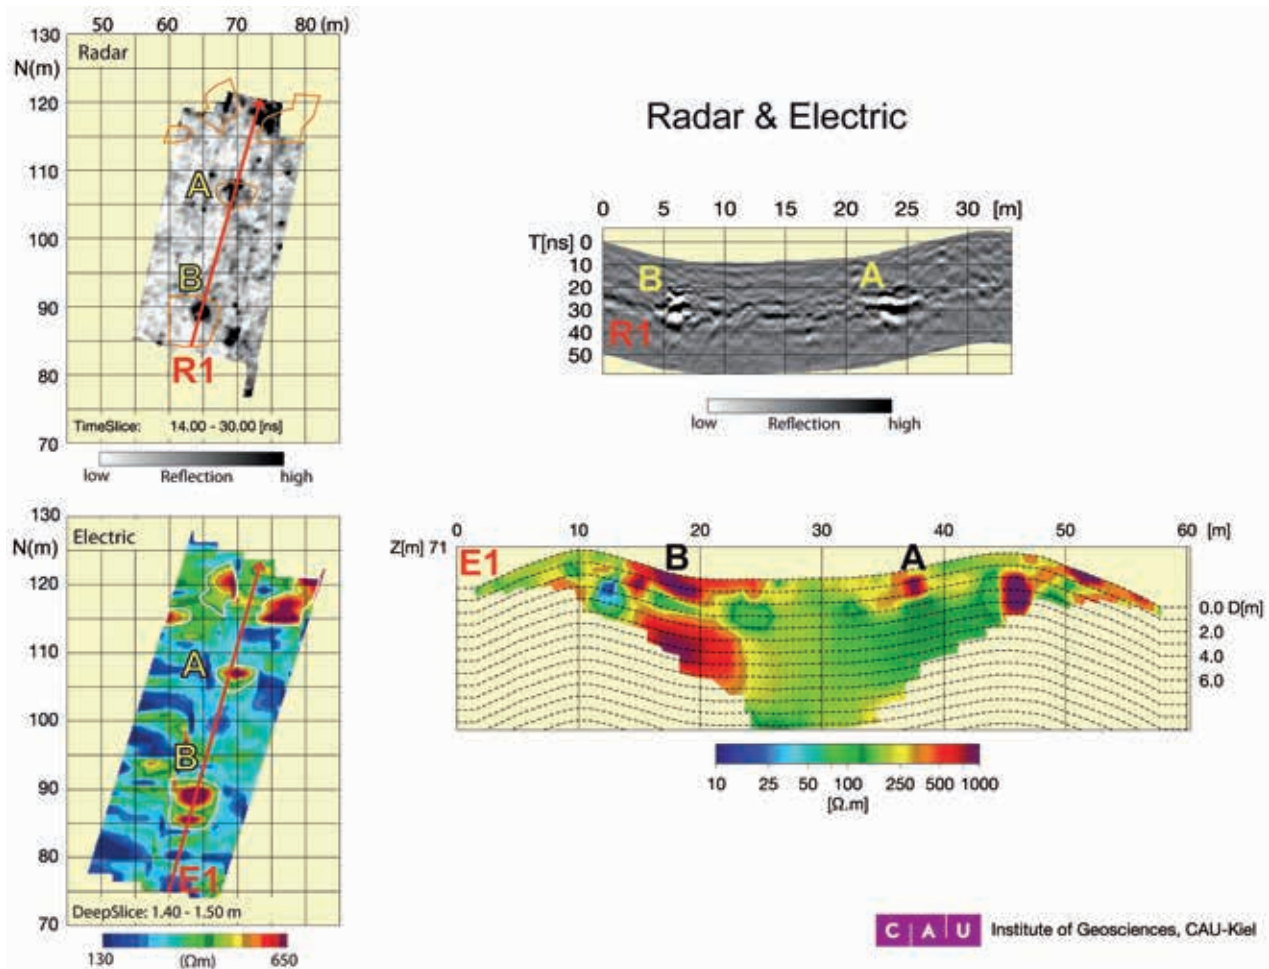 50 60 70 80 (m)
130
N(m)
120
110
100
90
80
70
Radar
A
B
R1
TimeSlice: 14.00 - 30.00 [ns]
low Reflection high
Radar & Electric
0 5 10 15 20 25 30 [m]
T[ns] 0
10
20
30
40
50
B A
R1
low Reflection high
130
N(m)
120
110
100
90
80
70
Electric
A
B
E1
DeepSlice: 1.40 - 1.50 m
130 (Ωm) 650
0 10 20 30 40 50 60 [m]
Z[m] 71
E1 B A
0.0 D[m]
2.0
4.0
6.0
10 25 50 100 250 500 1000
[Ω.m]
C A U Institute of Geosciences, CAU-Kiel